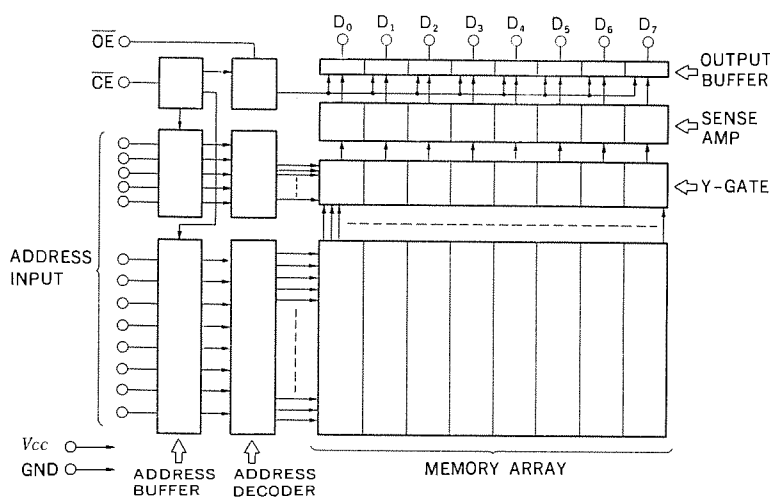 D₀ D₁ D₂ D₃ D₄ D₅ D₆ D₇
OE
CE
OUTPUT
BUFFER
SENSE
AMP
Y-GATE
ADDRESS
INPUT
Vcc
GND
ADDRESS
BUFFER
ADDRESS
DECODER
MEMORY ARRAY